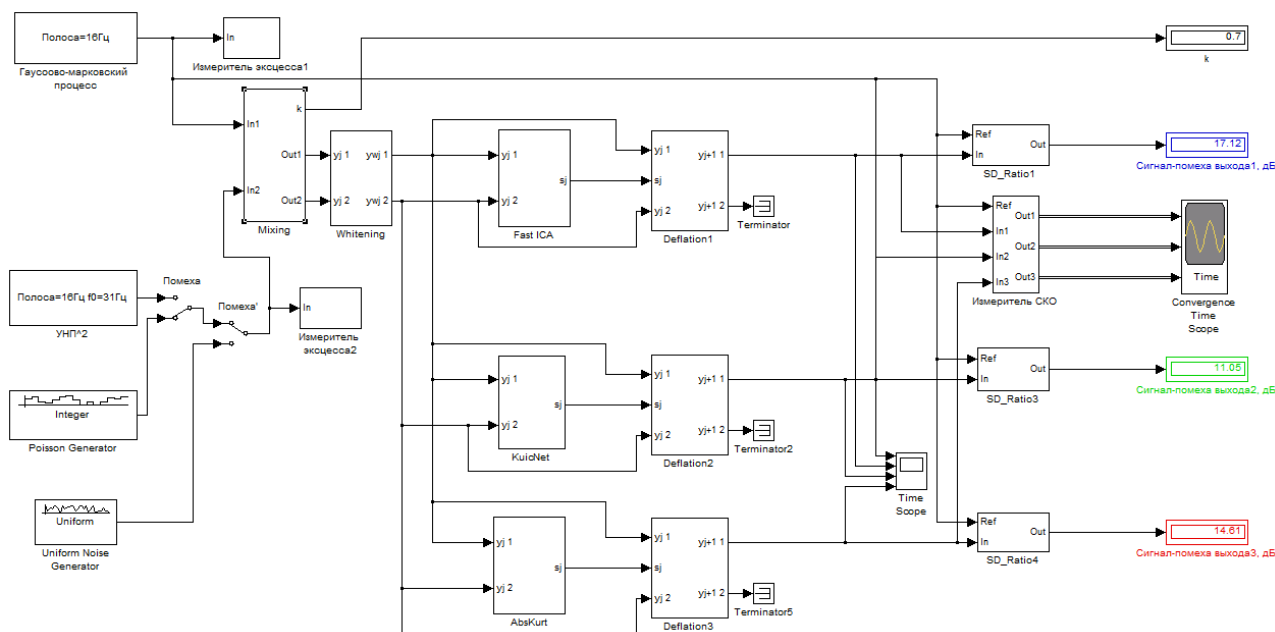 Полоса=16Гц
Гаусоово-марковский
процесс
In
Измеритель эксцесса1
0.7
k
k
In1
In2
Out1
Out2
Mixing
yj 1
yj 2
ywj 1
ywj 2
Whitening
yj 1
yj 2
sj
Fast ICA
yj 1
sj
yj 2
yj+1 1
yj+1 2
Deflation1
Terminator
Ref
In
Out
SD_Ratio1
17.12
Сигнал-помеха выхода1, дБ
Ref
In1
In2
In3
Out1
Out2
Out3
Измеритель СКО
Time
Convergence
Time
Scope
Полоса=16Гц f0=31Гц
УНП^2
Помеха
Помеха'
In
Измеритель
эксцесса2
Integer
Poisson Generator
Uniform
Uniform Noise
Generator
yj 1
yj 2
sj
KuicNet
yj 1
sj
yj 2
yj+1 1
yj+1 2
Deflation2
Terminator2
Ref
In
Out
SD_Ratio3
11.05
Сигнал-помеха выхода2, дБ
Time
Scope
yj 1
yj 2
sj
AbsKurt
yj 1
sj
yj 2
yj+1 1
yj+1 2
Deflation3
Terminator5
Ref
In
Out
SD_Ratio4
14.61
Сигнал-помеха выхода3, дБ